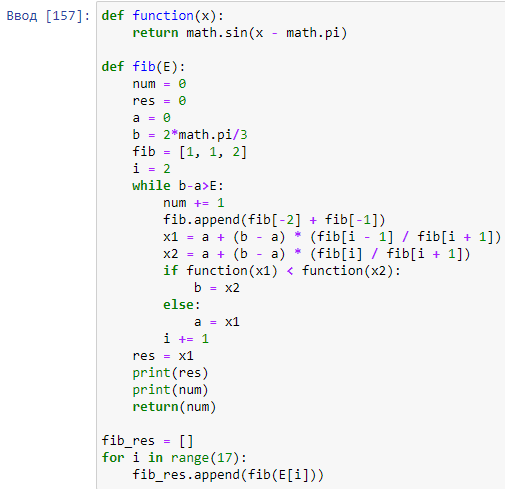 Ввод [157]: def function(x):
    return math.sin(x - math.pi)

def fib(E):
    num = 0
    res = 0
    a = 0
    b = 2*math.pi/3
    fib = [1, 1, 2]
    i = 2
    while b-a>E:
        num += 1
        fib.append(fib[-2] + fib[-1])
        x1 = a + (b - a) * (fib[i - 1] / fib[i + 1])
        x2 = a + (b - a) * (fib[i] / fib[i + 1])
        if function(x1) < function(x2):
            b = x2
        else:
            a = x1
        i += 1
    res = x1
    print(res)
    print(num)
    return(num)

fib_res = []
for i in range(17):
    fib_res.append(fib(E[i]))